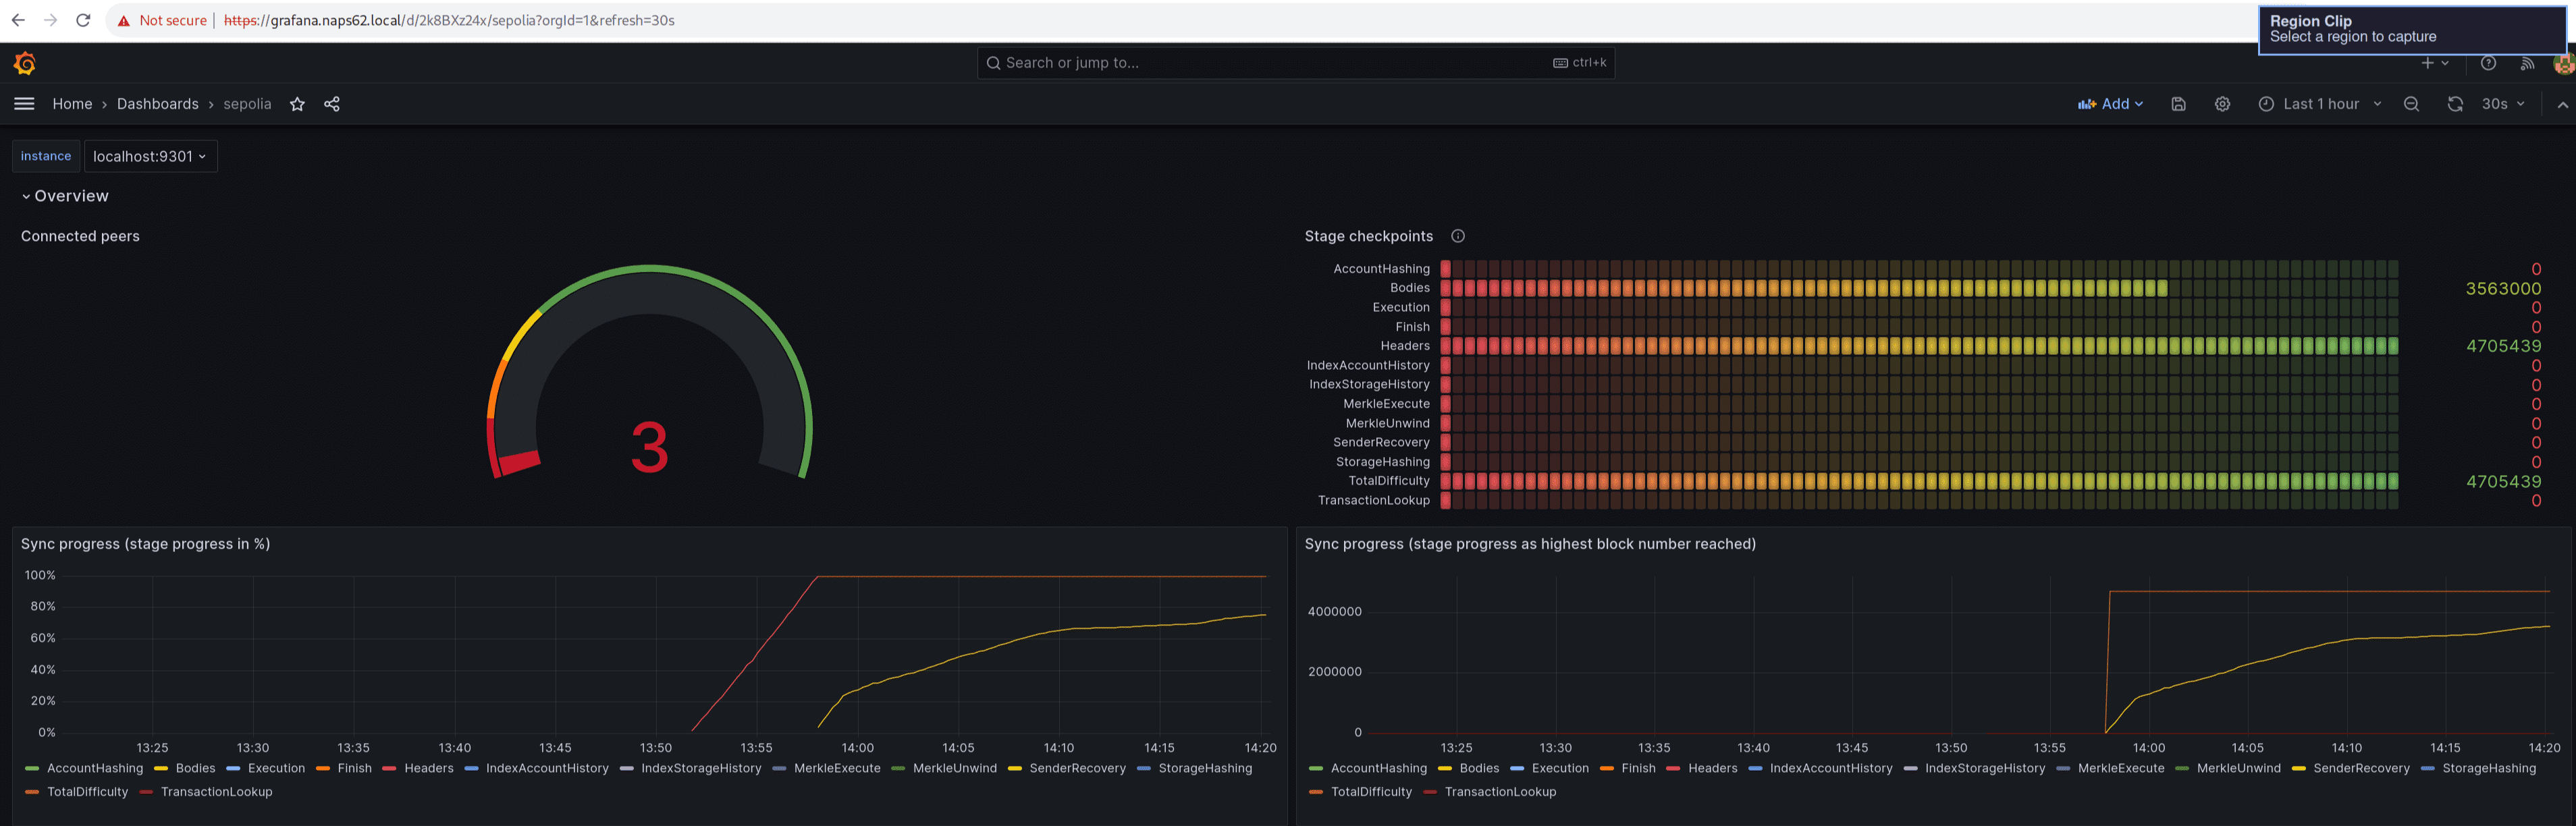 Not secure https://grafana.naps62.local/d/2k8BXz24x/sepolia?orgId=1&refresh=30s
Region Clip
Select a region to capture
Search or jump to... ctrl+k
Home › Dashboards › sepolia Add Last 1 hour 30s
instance localhost:9301
Overview
Connected peers
3
Stage checkpoints
AccountHashing 0
Bodies 3563000
Execution 0
Finish 0
Headers 4705439
IndexAccountHistory 0
IndexStorageHistory 0
MerkleExecute 0
MerkleUnwind 0
SenderRecovery 0
StorageHashing 0
TotalDifficulty 4705439
TransactionLookup 0
Sync progress (stage progress in %)
100%
80%
60%
40%
20%
0%
13:25 13:30 13:35 13:40 13:45 13:50 13:55 14:00 14:05 14:10 14:15 14:20
AccountHashing Bodies Execution Finish Headers IndexAccountHistory IndexStorageHistory MerkleExecute MerkleUnwind SenderRecovery StorageHashing
TotalDifficulty TransactionLookup
Sync progress (stage progress as highest block number reached)
4000000
2000000
0
13:25 13:30 13:35 13:40 13:45 13:50 13:55 14:00 14:05 14:10 14:15 14:20
AccountHashing Bodies Execution Finish Headers IndexAccountHistory IndexStorageHistory MerkleExecute MerkleUnwind SenderRecovery StorageHashing
TotalDifficulty TransactionLookup